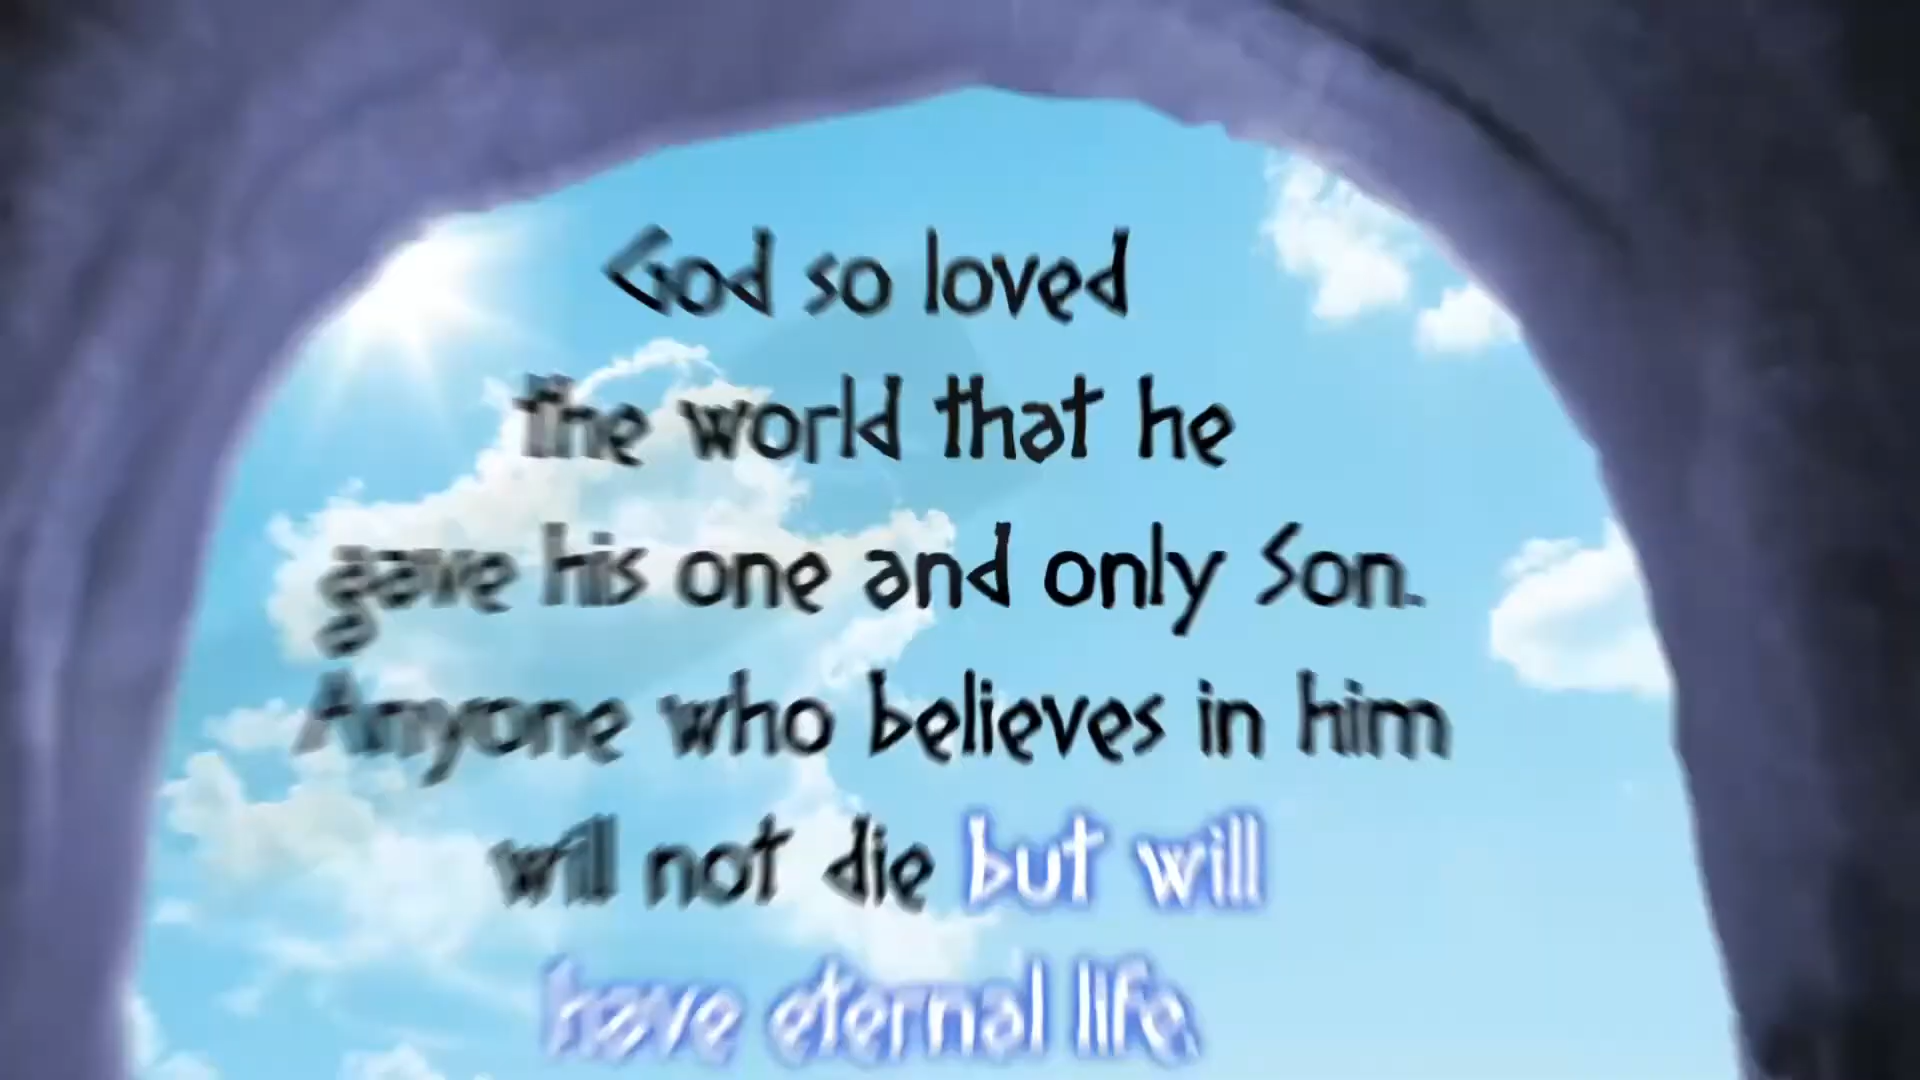 God so loved
the world that he
gave his one and only Son.
Anyone who believes in him
will not die but will
have eternal life.